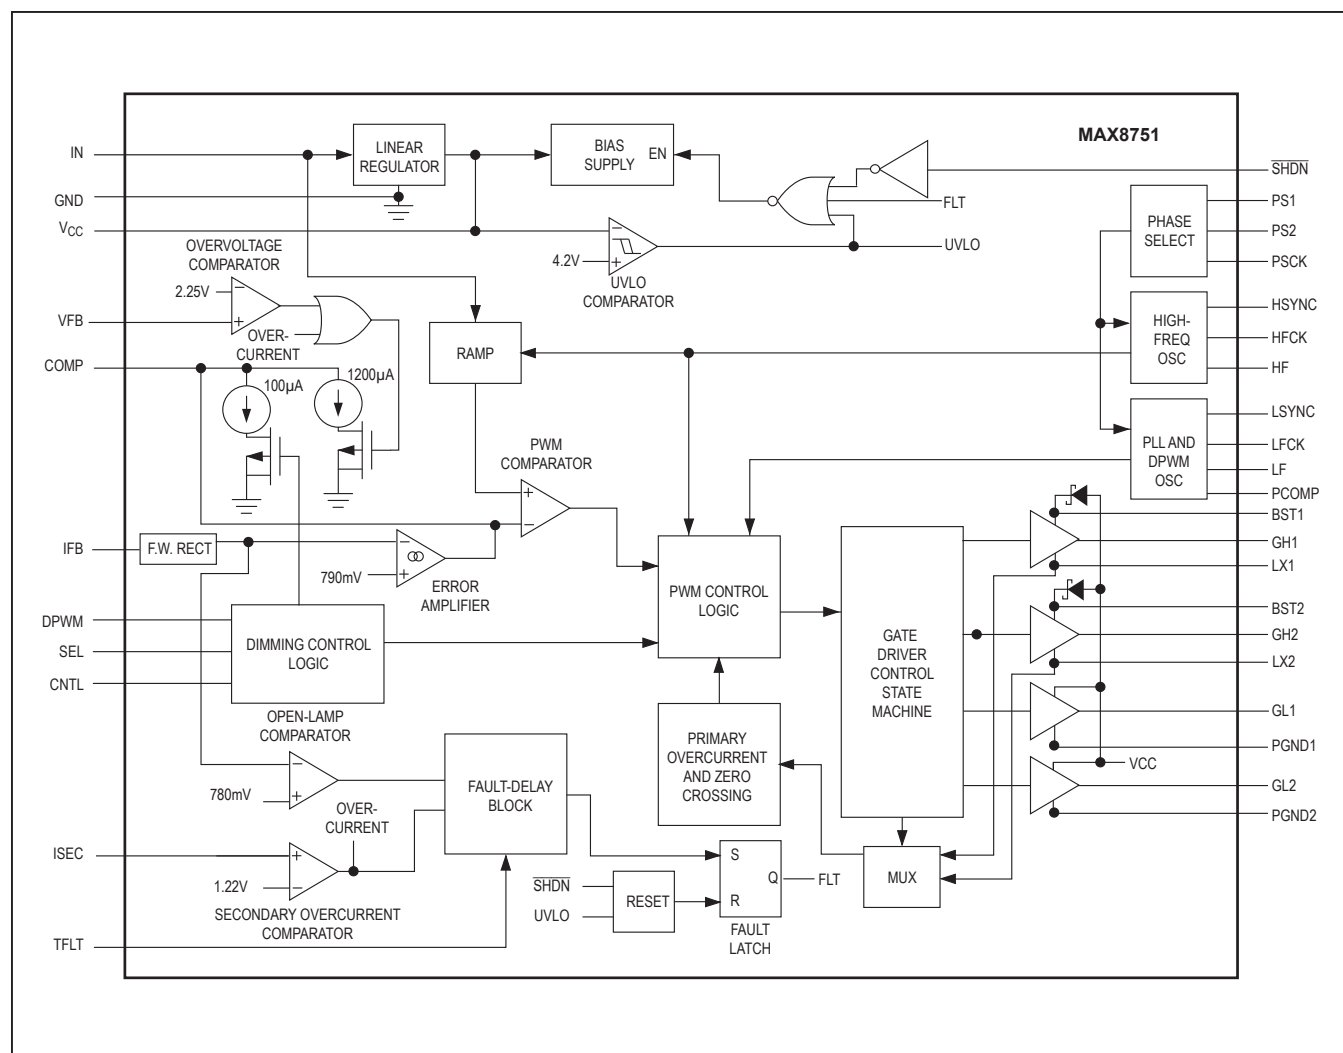 MAX8751
IN
GND
VCC
VFB
COMP
IFB
DPWM
SEL
CNTL
ISEC
TFLT
LINEAR
REGULATOR
BIAS
SUPPLY
EN
FLT
UVLO
4.2V
−
+
UVLO
COMPARATOR
OVERVOLTAGE
COMPARATOR
2.25V
−
+
OVER-
CURRENT
100µA
1200µA
RAMP
PWM
COMPARATOR
+
−
F.W. RECT
790mV
−
+
ERROR
AMPLIFIER
DIMMING CONTROL
LOGIC
OPEN-LAMP
COMPARATOR
780mV
−
+
OVER-
CURRENT
1.22V
+
−
SECONDARY OVERCURRENT
COMPARATOR
FAULT-DELAY
BLOCK
SHDN
UVLO
RESET
S
R
Q
FLT
FAULT
LATCH
PWM CONTROL
LOGIC
PRIMARY
OVERCURRENT
AND ZERO
CROSSING
GATE
DRIVER
CONTROL
STATE
MACHINE
MUX
VCC
PHASE
SELECT
HIGH-
FREQ
OSC
PLL AND
DPWM
OSC
SHDN
PS1
PS2
PSCK
HSYNC
HFCK
HF
LSYNC
LFCK
LF
PCOMP
BST1
GH1
LX1
BST2
GH2
LX2
GL1
PGND1
GL2
PGND2